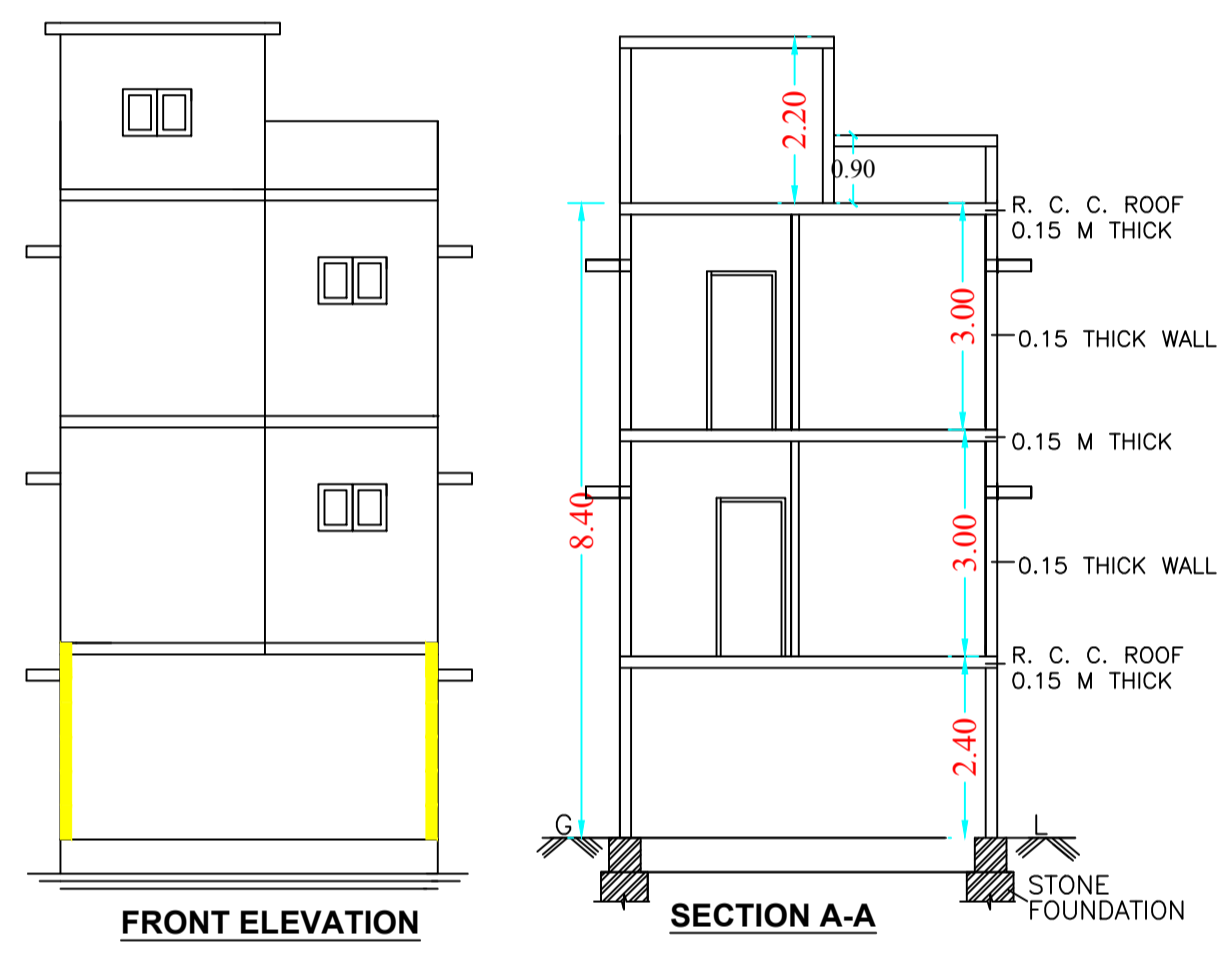 2.20
0.90
R. C. C. ROOF
0.15 M THICK
3.00
0.15 THICK WALL
0.15 M THICK
8.40
3.00
0.15 THICK WALL
R. C. C. ROOF
0.15 M THICK
2.40
G
L
STONE
FOUNDATION
FRONT ELEVATION
SECTION A-A